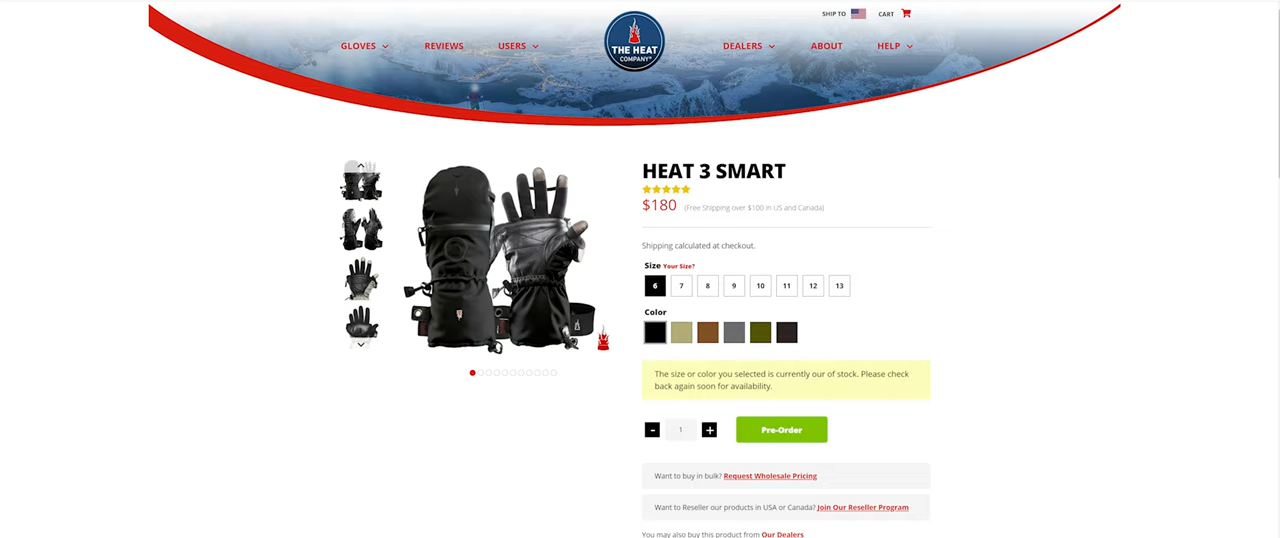 SHIP TO
CART
GLOVES
REVIEWS
USERS
THE HEAT
COMPANY®
DEALERS
ABOUT
HELP
HEAT 3 SMART
$180 (Free Shipping over $100 in US and Canada)
Shipping calculated at checkout.
Size Your Size?
6 7 8 9 10 11 12 13
Color
The size or color you selected is currently our of stock. Please check
back again soon for availability.
- 1 +
Pre-Order
Want to buy in bulk? Request Wholesale Pricing
Want to Reseller our products in USA or Canada? Join Our Reseller Program
You may also buy this product from Our Dealers